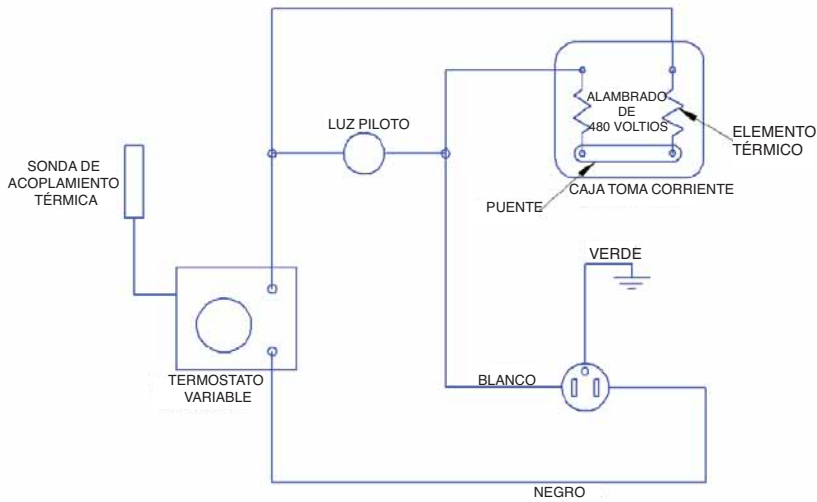 LUZ PILOTO
ALAMBRADO
DE
480 VOLTIOS
ELEMENTO
TÉRMICO
SONDA DE
ACOPLAMIENTO
TÉRMICA
CAJA TOMA CORRIENTE
PUENTE
VERDE
TERMOSTATO
VARIABLE
BLANCO
NEGRO